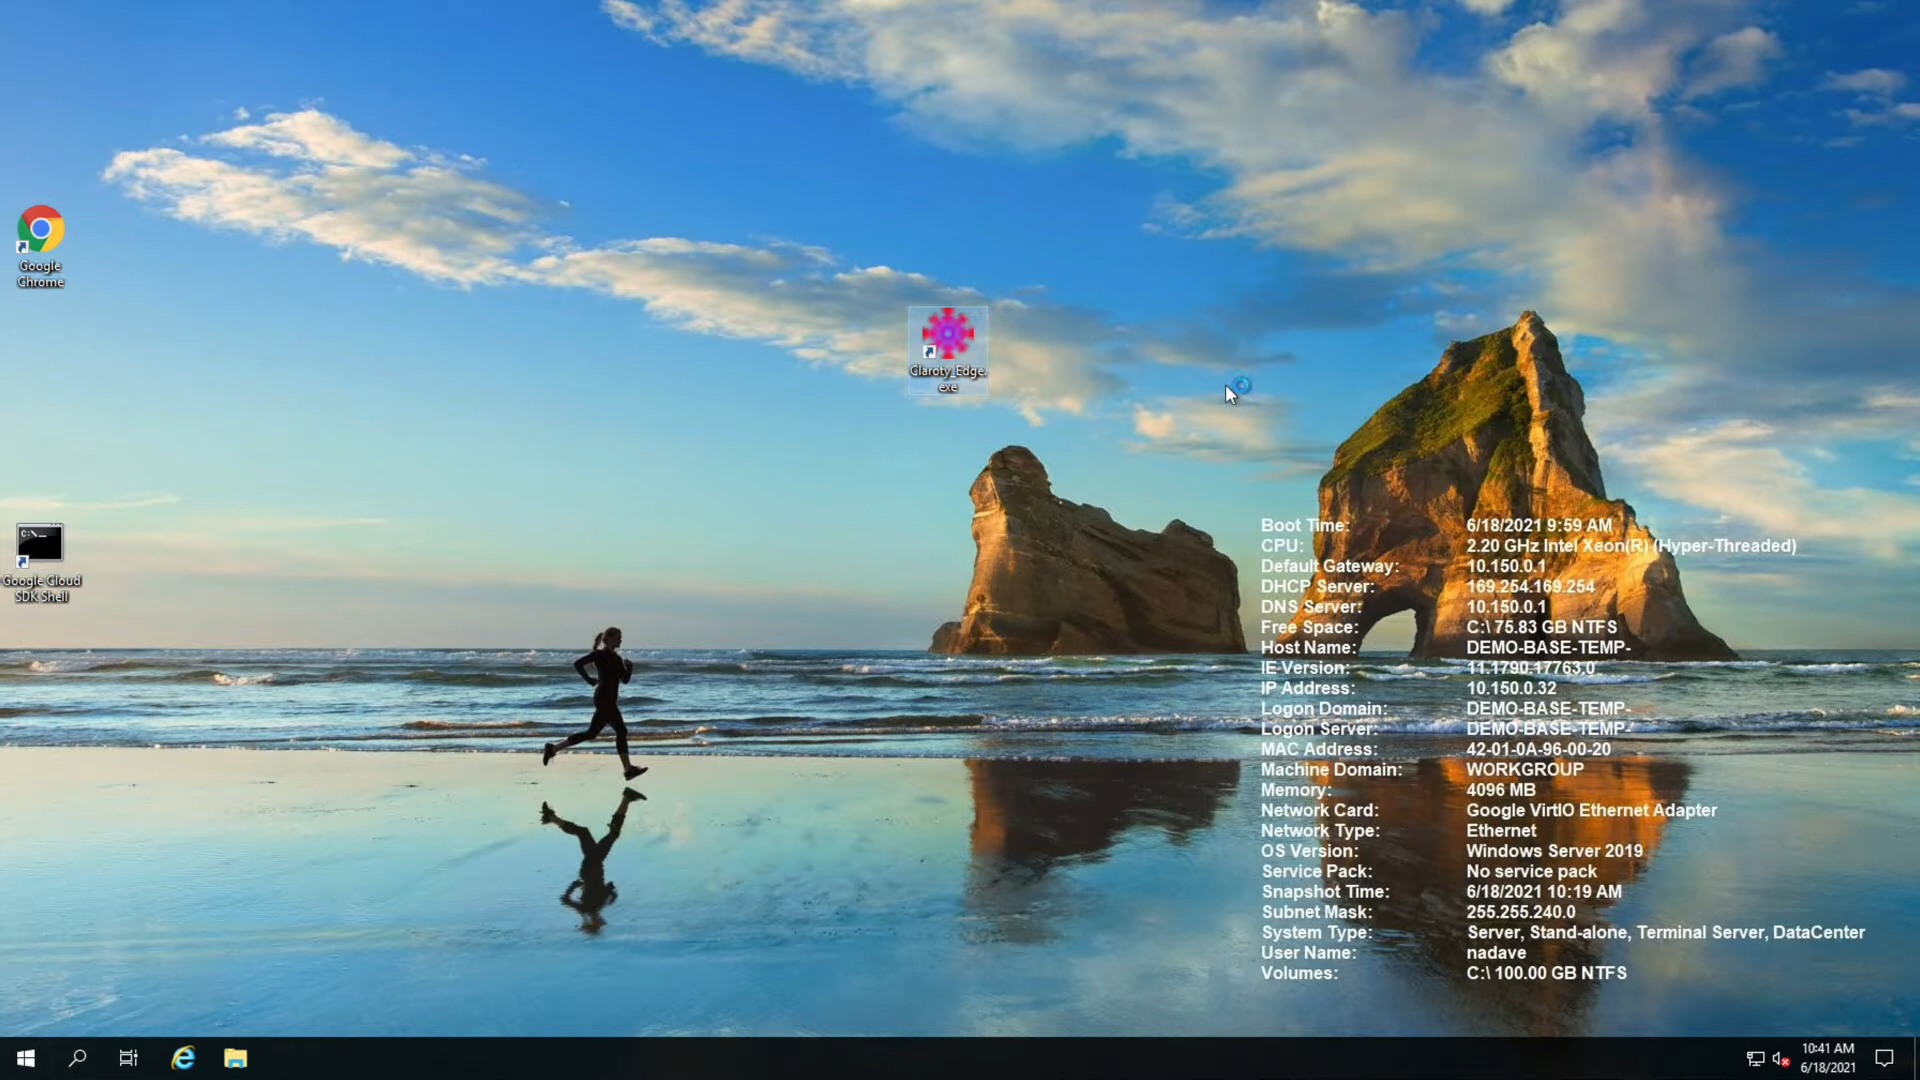 Google
Chrome
Claroty_Edge.
exe
Google Cloud
SDK Shell
Boot Time: 6/18/2021 9:59 AM
CPU: 2.20 GHz Intel Xeon(R) (Hyper-Threaded)
Default Gateway: 10.150.0.1
DHCP Server: 169.254.169.254
DNS Server: 10.150.0.1
Free Space: C:\ 75.83 GB NTFS
Host Name: DEMO-BASE-TEMP-
IE Version: 11.1790.17763.0
IP Address: 10.150.0.32
Logon Domain: DEMO-BASE-TEMP-
Logon Server: DEMO-BASE-TEMP-
MAC Address: 42-01-0A-96-00-20
Machine Domain: WORKGROUP
Memory: 4096 MB
Network Card: Google VirtIO Ethernet Adapter
Network Type: Ethernet
OS Version: Windows Server 2019
Service Pack: No service pack
Snapshot Time: 6/18/2021 10:19 AM
Subnet Mask: 255.255.240.0
System Type: Server, Stand-alone, Terminal Server, DataCenter
User Name: nadave
Volumes: C:\ 100.00 GB NTFS
10:41 AM
6/18/2021